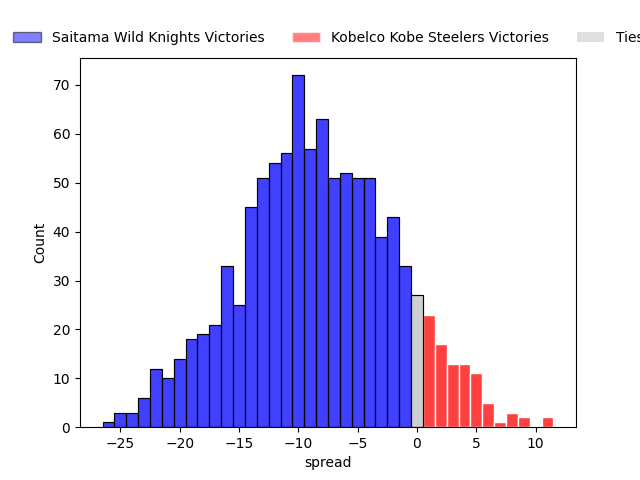 Saitama Wild Knights Victories Kobelco Kobe Steelers Victories Ties
70
60
50
40
30
20
10
0
Count
−25 −20 −15 −10 −5 0 5 10
spread